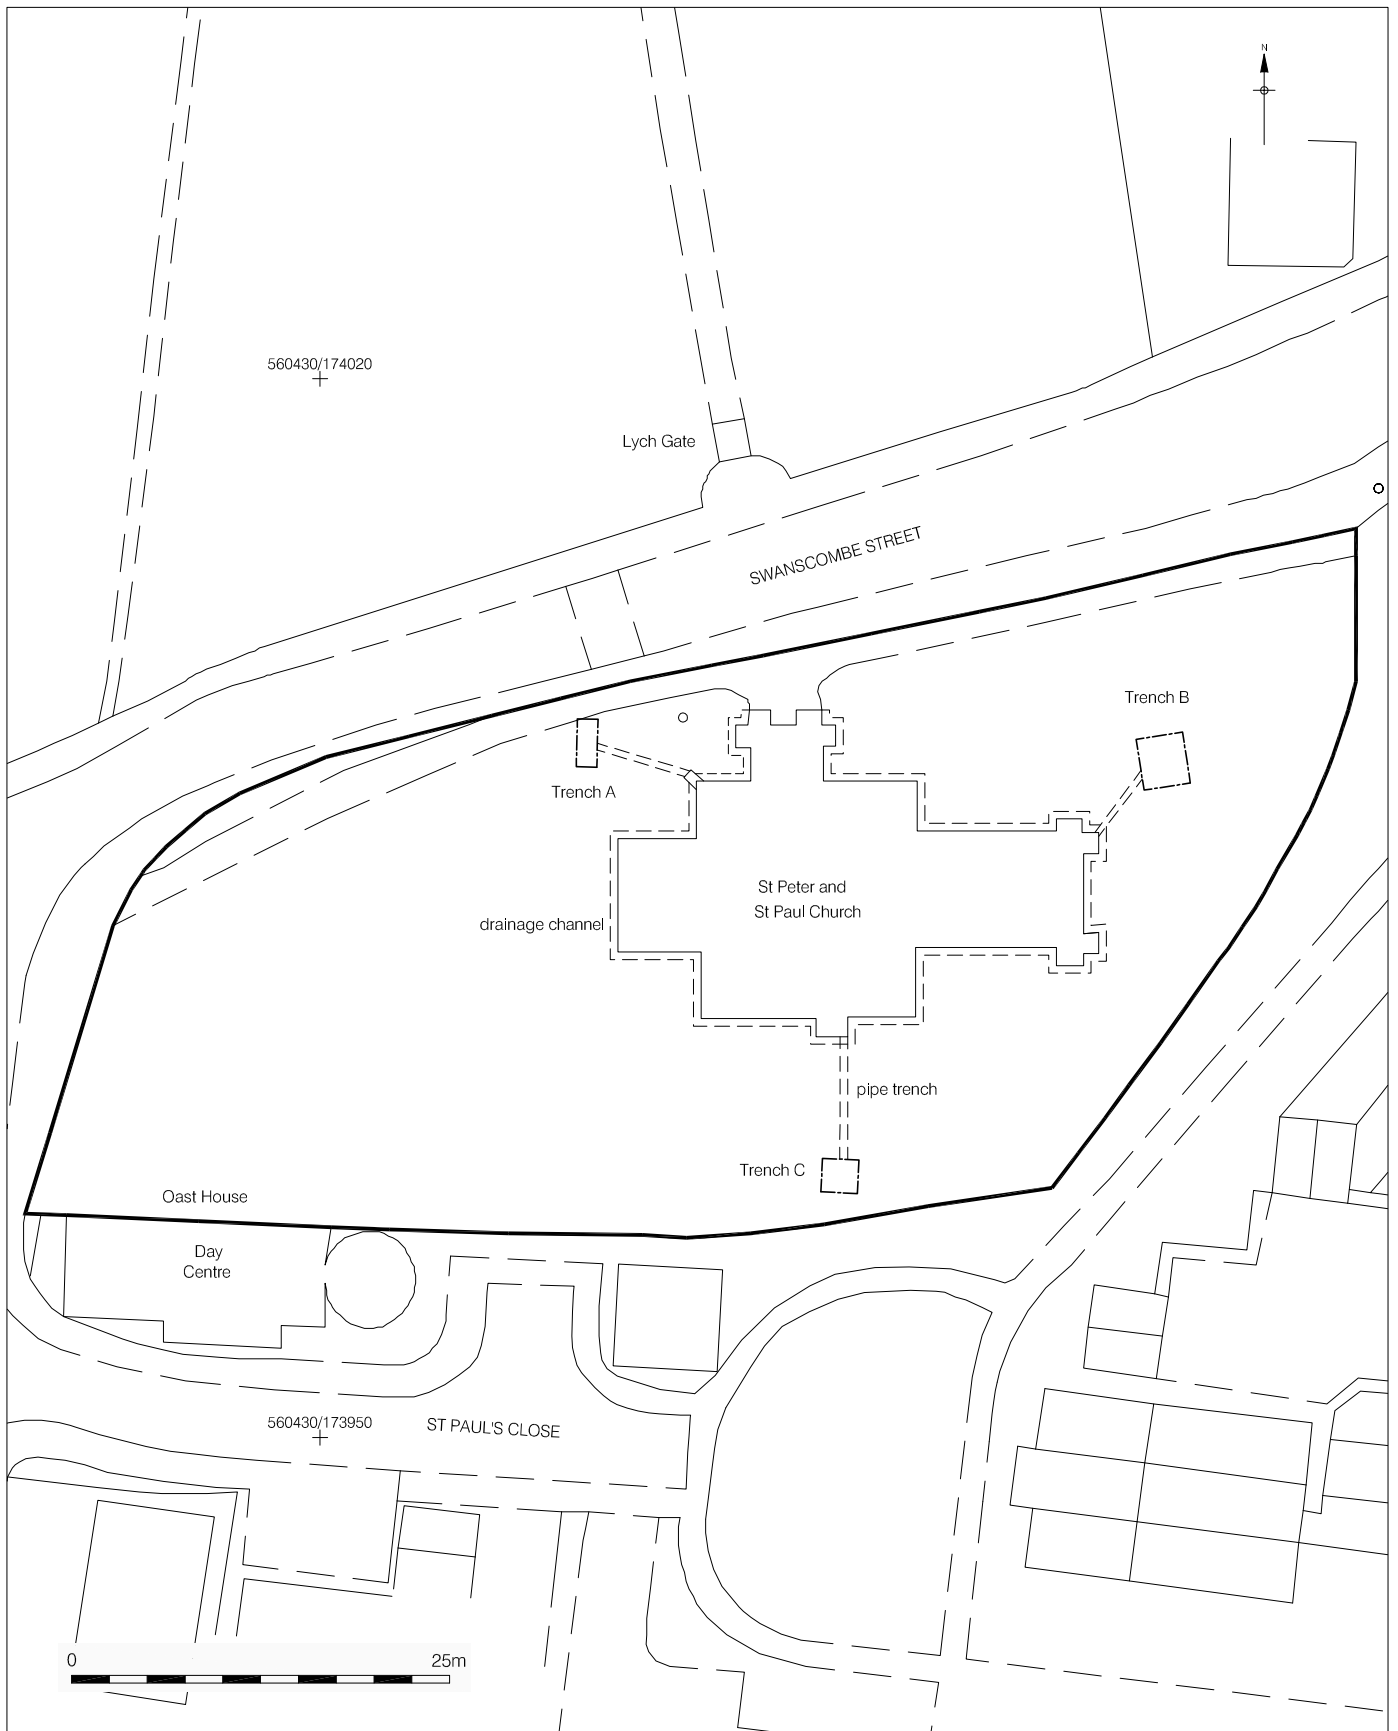 N
560430/174020
Lych Gate
SWANSCOMBE STREET
Trench B
Trench A
St Peter and
St Paul Church
drainage channel
pipe trench
Trench C
Oast House
Day
Centre
560430/173950
ST PAUL'S CLOSE
0 25m